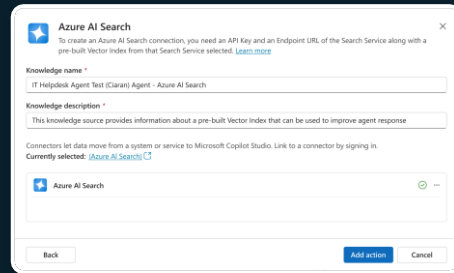 Azure AI Search
To create an Azure AI Search connection, you need an API Key and an Endpoint URL of the Search Service along with a
pre-built Vector Index from that Search Service selected. Learn more
Knowledge name *
IT Helpdesk Agent Test (Ciaran) Agent - Azure AI Search
Knowledge description *
This knowledge source provides information about a pre-built Vector Index that can be used to improve agent response
Connectors let data move from a system or service to Microsoft Copilot Studio. Link to a connector by signing in.
Currently selected: (Azure AI Search)
Azure AI Search
Back
Add action
Cancel